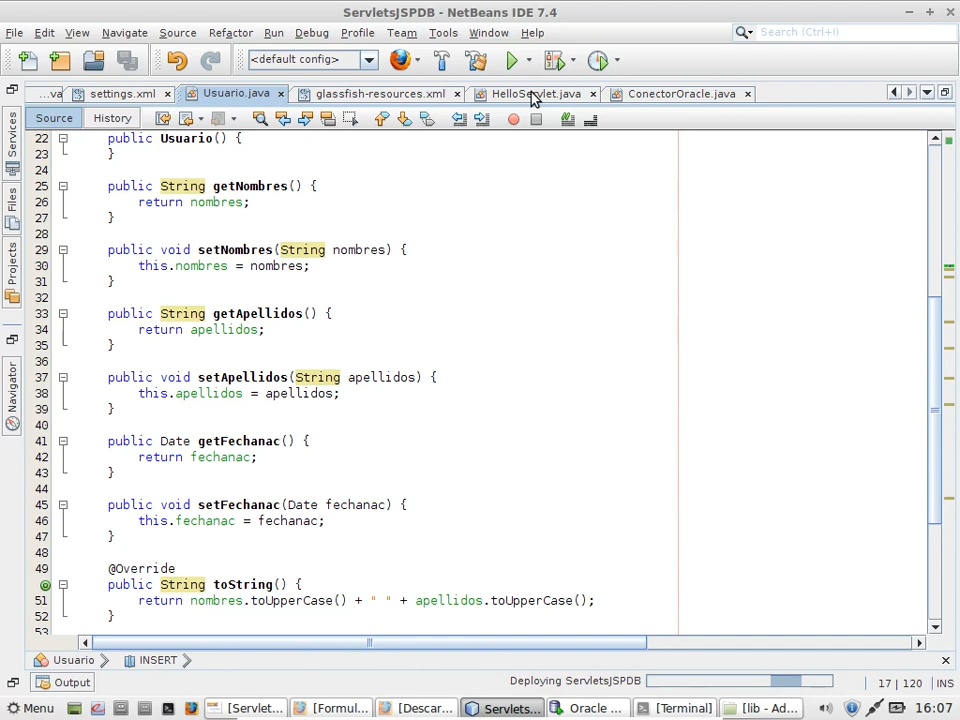 ServletsJSPDB - NetBeans IDE 7.4
File Edit View Navigate Source Refactor Run Debug Profile Team Tools Window Help
Search (Ctrl+I)
<default config>
...va settings.xml Usuario.java glassfish-resources.xml HelloServlet.java ConectorOracle.java
Source History
Services
Files
Projects
Navigator
22 public Usuario() {
23 }
24
25 public String getNombres() {
26 return nombres;
27 }
28
29 public void setNombres(String nombres) {
30 this.nombres = nombres;
31 }
32
33 public String getApellidos() {
34 return apellidos;
35 }
36
37 public void setApellidos(String apellidos) {
38 this.apellidos = apellidos;
39 }
40
41 public Date getFechanac() {
42 return fechanac;
43 }
44
45 public void setFechanac(Date fechanac) {
46 this.fechanac = fechanac;
47 }
48
49 @Override
public String toString() {
51 return nombres.toUpperCase() + " " + apellidos.toUpperCase();
52 }
53
Usuario INSERT
Output
Deploying ServletsJSPDB
17 | 120 INS
Menu [Servlet... [Formul... [Descar... Servlets... Oracle ... [Terminal] [lib - Ad... 16:07